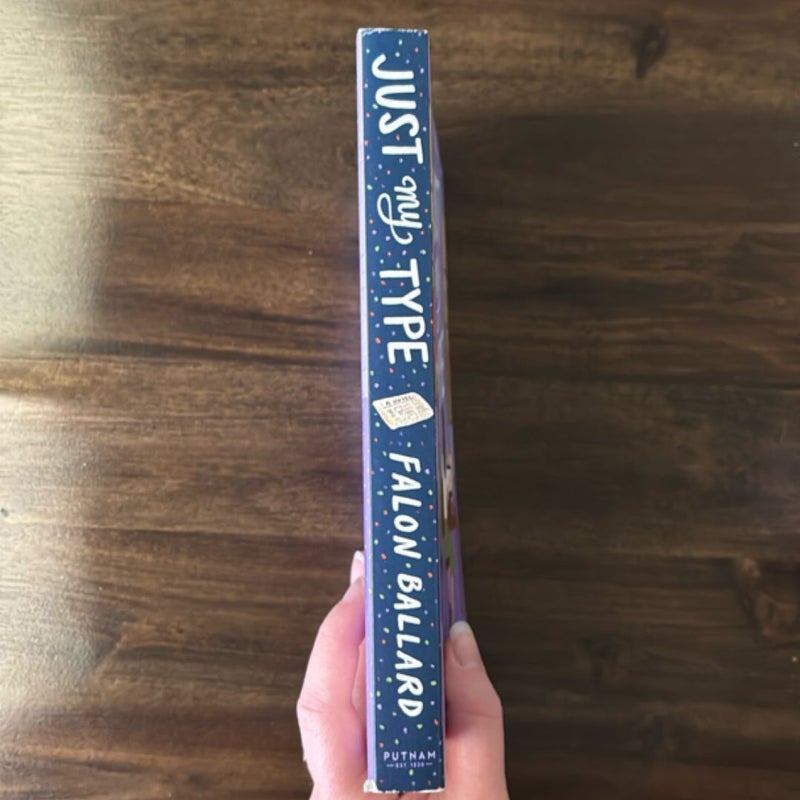 JUST my TYPE
FALON BALLARD
PUTNAM
EST. 1838